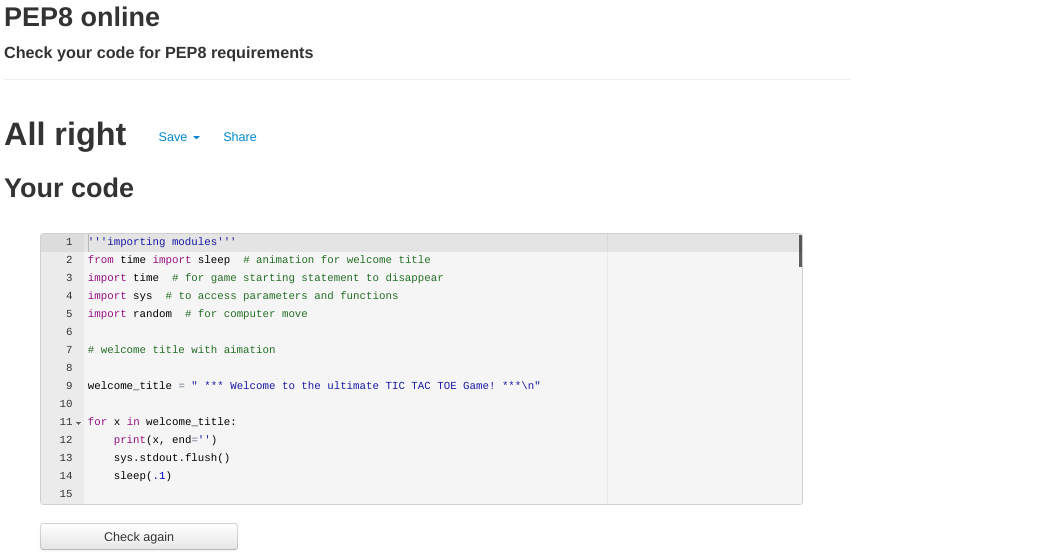 PEP8 online
Check your code for PEP8 requirements
All right Save Share
Your code
1 '''importing modules'''
2 from time import sleep  # animation for welcome title
3 import time  # for game starting statement to disappear
4 import sys  # to access parameters and functions
5 import random  # for computer move
6
7 # welcome title with aimation
8
9 welcome_title = " *** Welcome to the ultimate TIC TAC TOE Game! ***\n"
10
11 for x in welcome_title:
12     print(x, end='')
13     sys.stdout.flush()
14     sleep(.1)
15
Check again